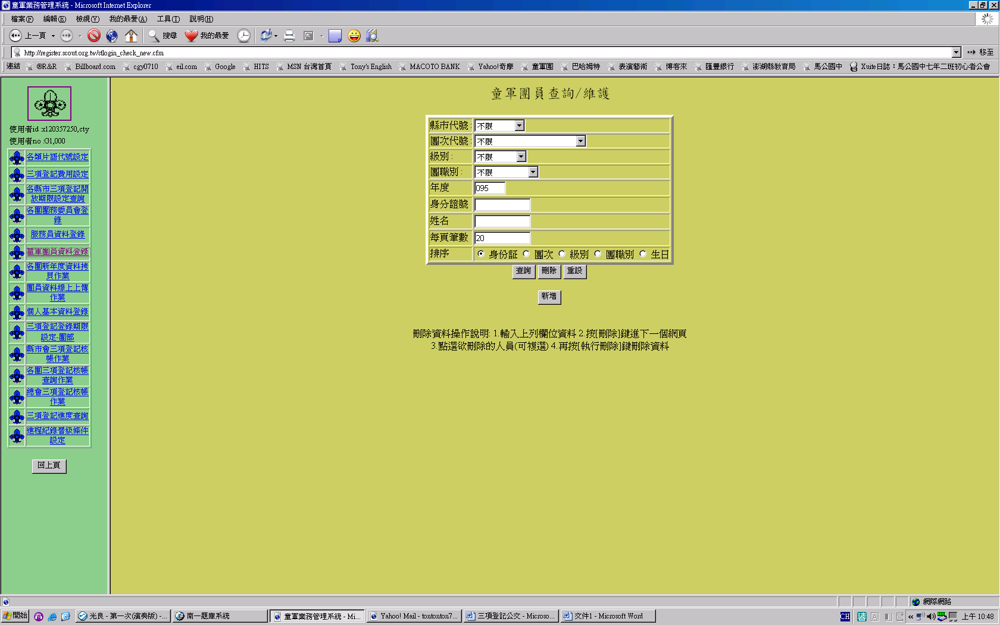 童軍業務管理系統 - Microsoft Internet Explorer
檔案(F) 編輯(E) 檢視(V) 我的最愛(A) 工具(T) 說明(H)
上一頁 搜尋 我的最愛
http://register.scout.org.tw/stlogin_check_new.cfm 移至
連結 ®R&R Billboard.com cgy0710 eil.com Google HITS MSN 台灣首頁 Tony's English MACOTO BANK Yahoo!奇摩 童軍團 巴哈姆特 表演藝術 博客來 匯豐銀行 澎湖縣教育局 馬公國中 Xuite日誌：馬公國中七年二班初心者公會
使用者id :x120357250,cty
使用者no :G1,000
各類片語代號設定
三項登記費用設定
各縣市三項登記開
放期限設定查詢
各團團務委員會登
錄
服務員資料登錄
童軍團員資料登錄
各團新年度資料拷
貝作業
團員資料線上上傳
作業
個人基本資料登錄
三項登記登錄期限
設定-團部
縣市會三項登記核
帳作業
各團三項登記核帳
查詢作業
總會三項登記核帳
作業
三項登記進度查詢
進程紀錄晉級條件
設定
回上頁
童軍團員查詢/維護
縣市代號: 不限
團次代號: 不限
級別: 不限
團職別: 不限
年度 095
身分證號
姓名
每頁筆數 20
排序 身份証 團次 級別 團職別 生日
查詢 刪除 重設
新增
刪除資料操作說明: 1.輸入上列欄位資料 2.按[刪除]鍵進下一個網頁
3.點選欲刪除的人員(可複選) 4.再按[執行刪除]鍵刪除資料
網際網路
開始 光良 - 第一次(演奏版) -... 南一題庫系統 童軍業務管理系統 - Mi... Yahoo! Mail - tontonton7... 三項登記公文 - Microso... 文件1 - Microsoft Word CH 上午 10:48